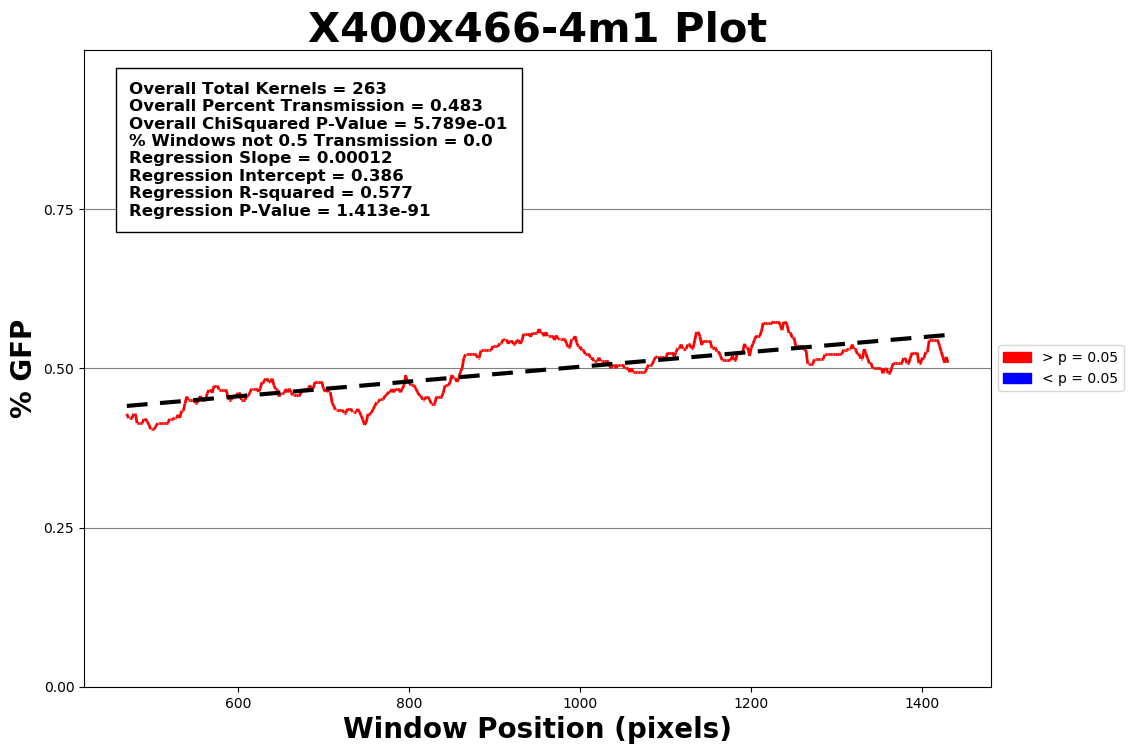 X400x466-4m1 Plot
Overall Total Kernels = 263
Overall Percent Transmission = 0.483
Overall ChiSquared P-Value = 5.789e-01
% Windows not 0.5 Transmission = 0.0
Regression Slope = 0.00012
Regression Intercept = 0.386
Regression R-squared = 0.577
Regression P-Value = 1.413e-91
% GFP
0.75
0.50
0.25
0.00
> p = 0.05
< p = 0.05
600 800 1000 1200 1400
Window Position (pixels)